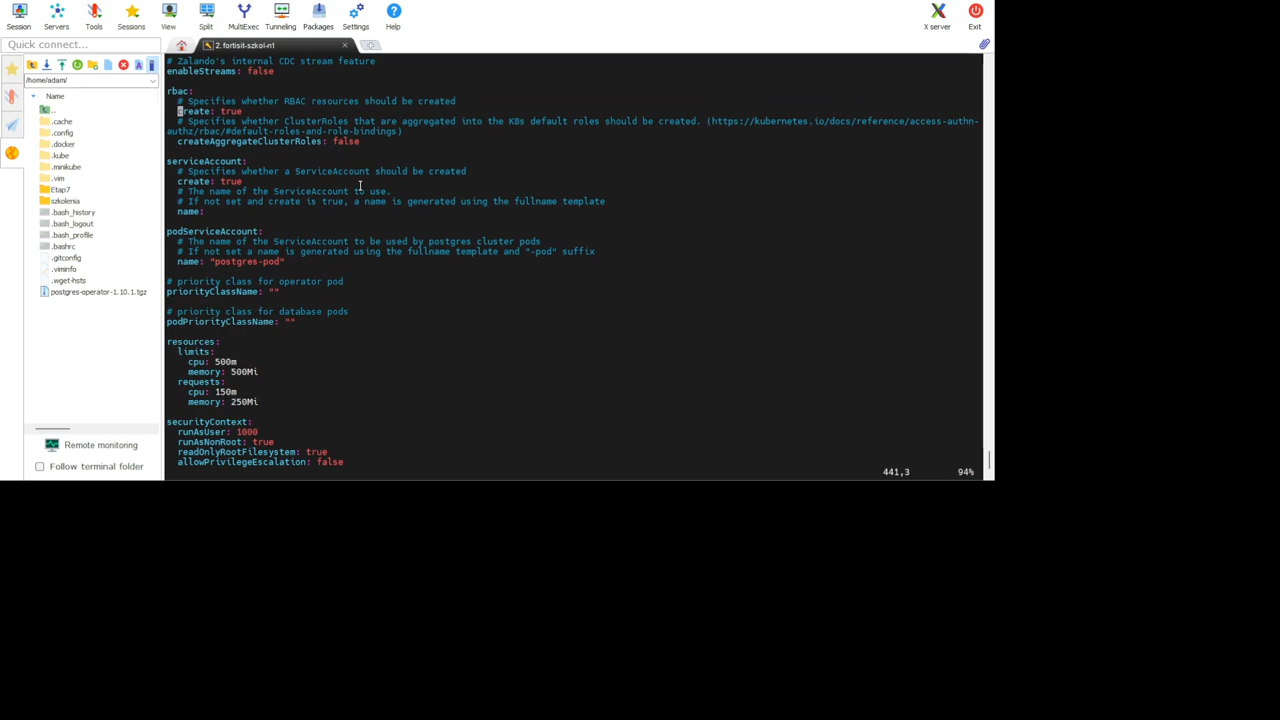 Session Servers Tools Sessions View Split MultiExec Tunneling Packages Settings Help X server Exit
Quick connect...
2. fortisit-szkol-n1
/home/adam/
Name
..
.cache
.config
.docker
.kube
.minikube
.vim
Etap7
szkolenia
.bash_history
.bash_logout
.bash_profile
.bashrc
.gitconfig
.viminfo
.wget-hsts
postgres-operator-1.10.1.tgz
Remote monitoring
Follow terminal folder
# Zalando's internal CDC stream feature
enableStreams: false
rbac:
# Specifies whether RBAC resources should be created
create: true
# Specifies whether ClusterRoles that are aggregated into the K8s default roles should be created. (https://kubernetes.io/docs/reference/access-authn-
authz/rbac/#default-roles-and-role-bindings)
createAggregateClusterRoles: false
serviceAccount:
# Specifies whether a ServiceAccount should be created
create: true
# The name of the ServiceAccount to use.
# If not set and create is true, a name is generated using the fullname template
name:
podServiceAccount:
# The name of the ServiceAccount to be used by postgres cluster pods
# If not set a name is generated using the fullname template and "-pod" suffix
name: "postgres-pod"
# priority class for operator pod
priorityClassName: ""
# priority class for database pods
podPriorityClassName: ""
resources:
limits:
cpu: 500m
memory: 500Mi
requests:
cpu: 150m
memory: 250Mi
securityContext:
runAsUser: 1000
runAsNonRoot: true
readOnlyRootFilesystem: true
allowPrivilegeEscalation: false
441,3 94%